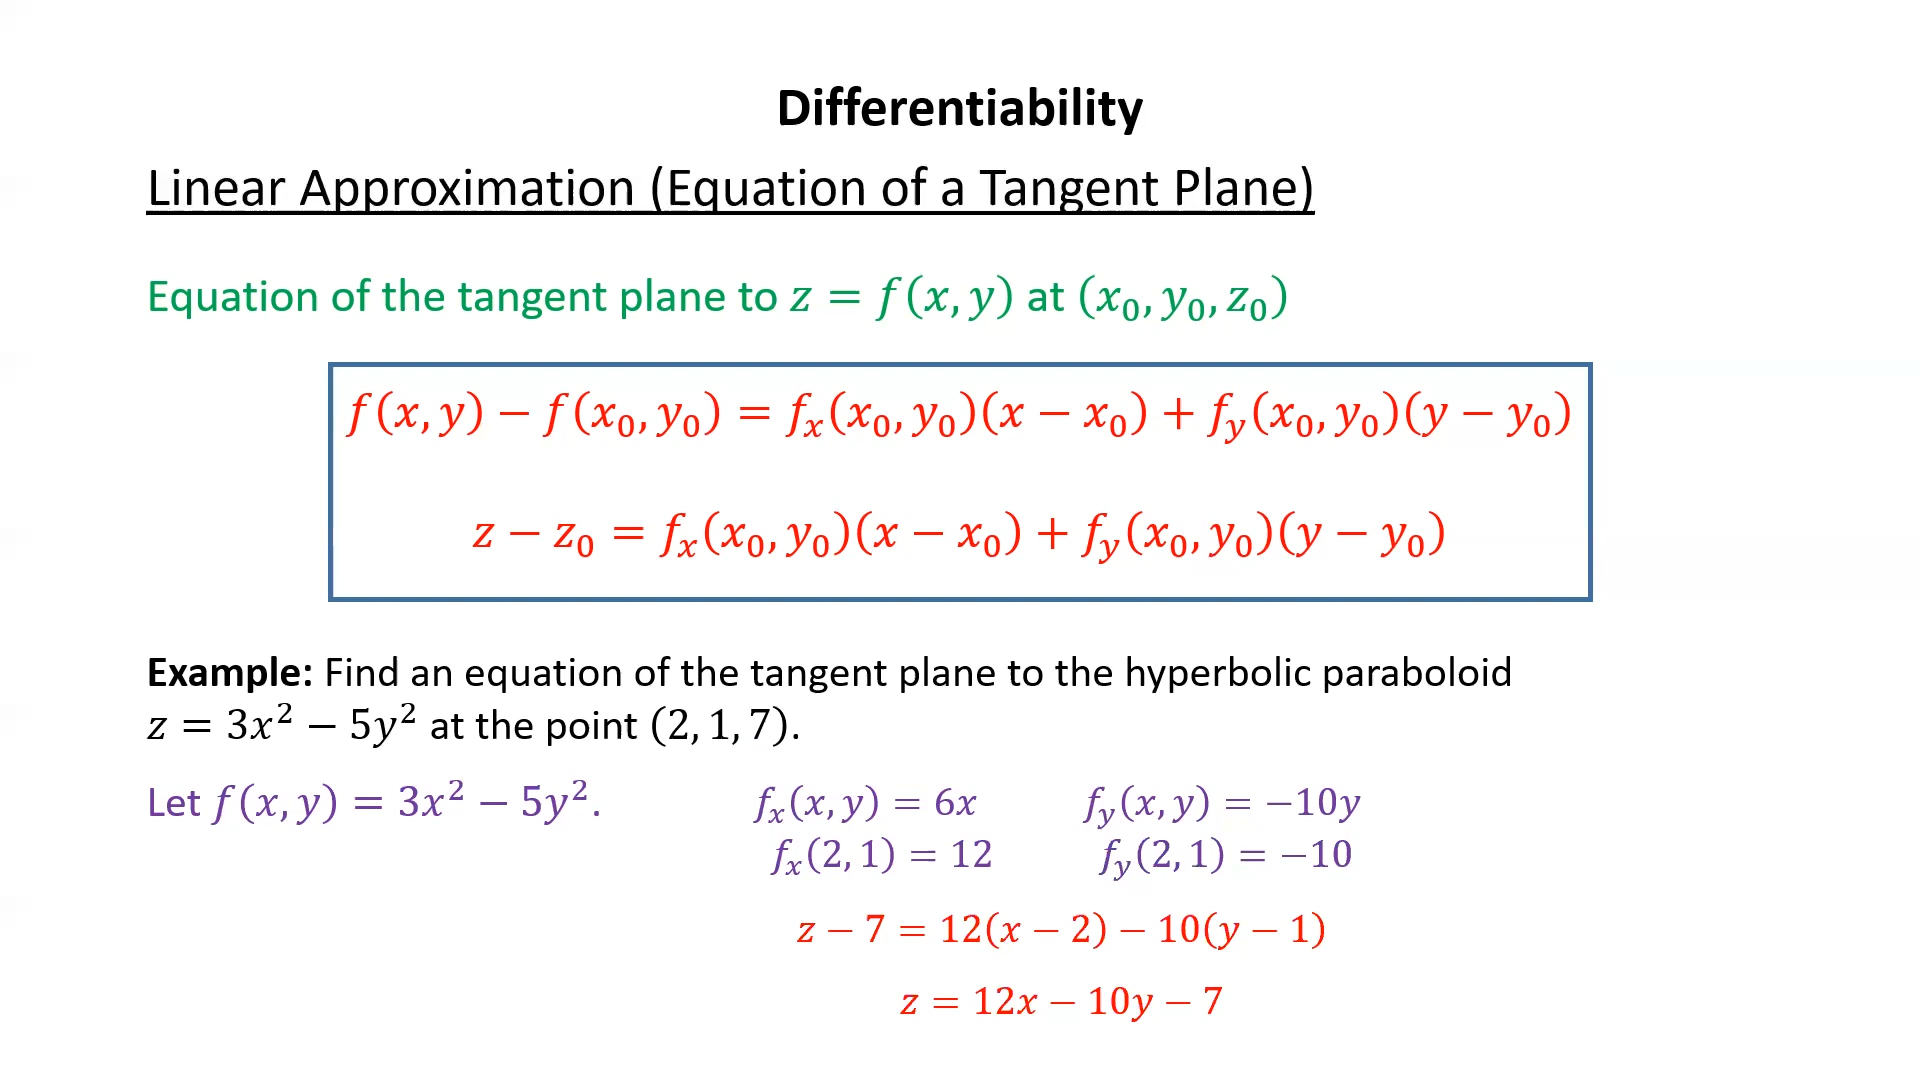 Differentiability
Linear Approximation (Equation of a Tangent Plane)
Equation of the tangent plane to z = f(x, y) at (x₀, y₀, z₀)
f(x, y) − f(x₀, y₀) = fₓ(x₀, y₀)(x − x₀) + f_y(x₀, y₀)(y − y₀)
z − z₀ = fₓ(x₀, y₀)(x − x₀) + f_y(x₀, y₀)(y − y₀)
Example: Find an equation of the tangent plane to the hyperbolic paraboloid
z = 3x² − 5y² at the point (2, 1, 7).
Let f(x, y) = 3x² − 5y². fₓ(x, y) = 6x f_y(x, y) = −10y
fₓ(2, 1) = 12 f_y(2, 1) = −10
z − 7 = 12(x − 2) − 10(y − 1)
z = 12x − 10y − 7